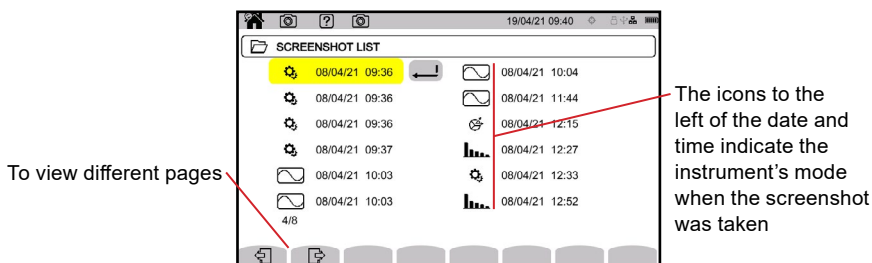 ?
19/04/21 09:40
SCREENSHOT LIST
08/04/21 09:36
08/04/21 09:36
08/04/21 09:36
08/04/21 09:37
08/04/21 10:03
08/04/21 10:03
4/8
08/04/21 10:04
08/04/21 11:44
08/04/21 12:15
08/04/21 12:27
08/04/21 12:33
08/04/21 12:52
To view different pages
The icons to the
left of the date and
time indicate the
instrument's mode
when the screenshot
was taken